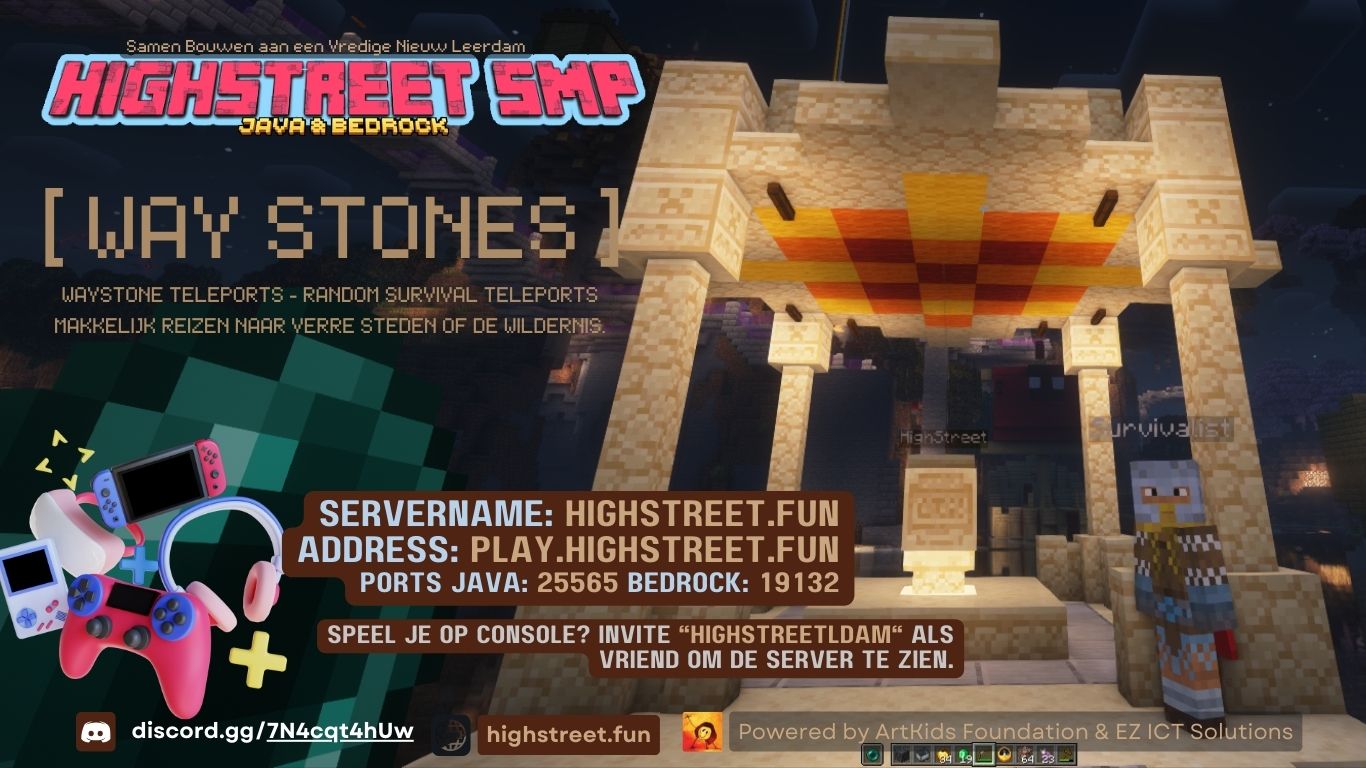 Samen Bouwen aan een Vredige Nieuw Leerdam
HIGHSTREET SMP
JAVA & BEDROCK
[ WAY STONES ]
WAYSTONE TELEPORTS - RANDOM SURVIVAL TELEPORTS
MAKKELIJK REIZEN NAAR VERRE STEDEN OF DE WILDERNIS.
HighStreet
Survivalist
SERVERNAME: HIGHSTREET.FUN
ADDRESS: PLAY.HIGHSTREET.FUN
PORTS JAVA: 25565 BEDROCK: 19132
SPEEL JE OP CONSOLE? INVITE “HIGHSTREETLDAM“ ALS
VRIEND OM DE SERVER TE ZIEN.
discord.gg/7N4cqt4hUw
highstreet.fun
Powered by ArtKids Foundation & EZ ICT Solutions
64 23